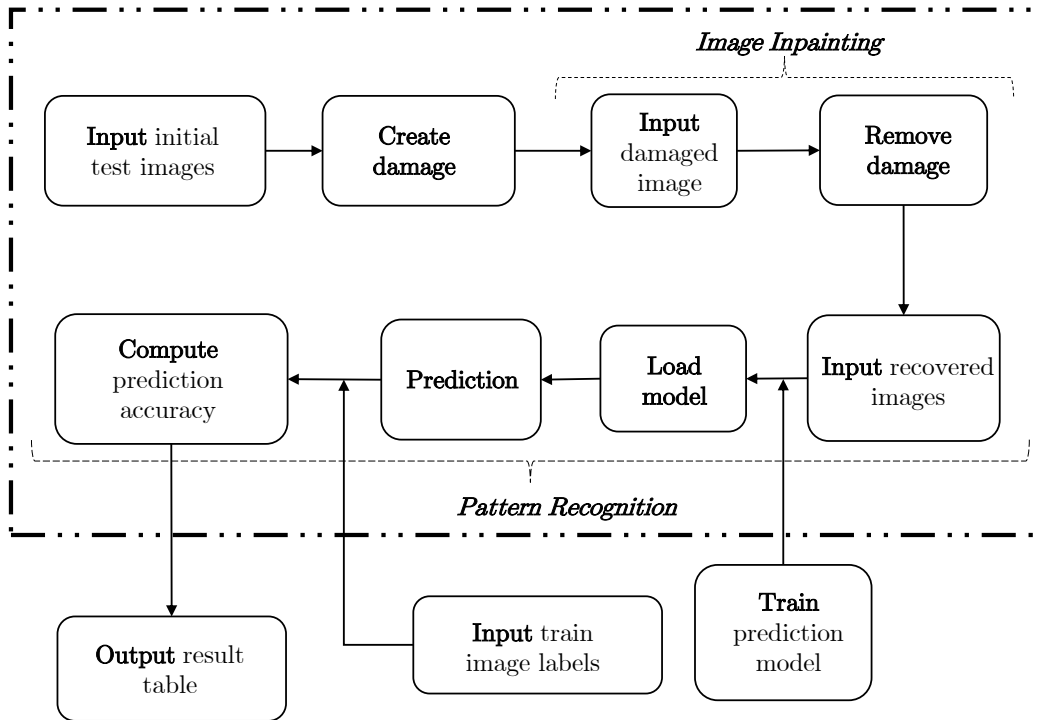 Image Inpainting
Input initial
test images
Create
damage
Input
damaged
image
Remove
damage
Compute
prediction
accuracy
Prediction
Load
model
Input recovered
images
Pattern Recognition
Output result
table
Input train
image labels
Train
prediction
model